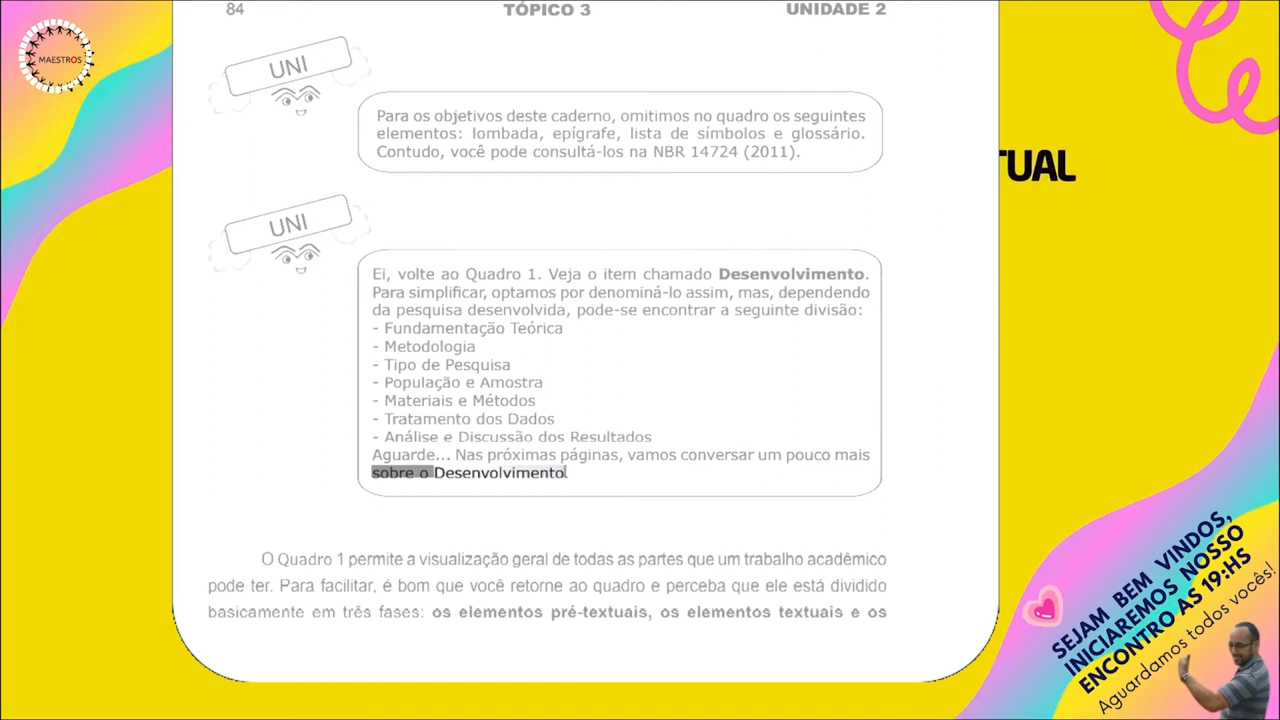 84 TÓPICO 3 UNIDADE 2
MAESTROS
UNI
Para os objetivos deste caderno, omitimos no quadro os seguintes
elementos: lombada, epígrafe, lista de símbolos e glossário.
Contudo, você pode consultá-los na NBR 14724 (2011).
TUAL
UNI
Ei, volte ao Quadro 1. Veja o item chamado Desenvolvimento.
Para simplificar, optamos por denominá-lo assim, mas, dependendo
da pesquisa desenvolvida, pode-se encontrar a seguinte divisão:
- Fundamentação Teórica
- Metodologia
- Tipo de Pesquisa
- População e Amostra
- Materiais e Métodos
- Tratamento dos Dados
- Análise e Discussão dos Resultados
Aguarde... Nas próximas páginas, vamos conversar um pouco mais
sobre o Desenvolvimento.
O Quadro 1 permite a visualização geral de todas as partes que um trabalho acadêmico
pode ter. Para facilitar, é bom que você retorne ao quadro e perceba que ele está dividido
basicamente em três fases: os elementos pré-textuais, os elementos textuais e os
SEJAM BEM VINDOS,
INICIAREMOS NOSSO
ENCONTRO AS 19:HS
Aguardamos todos vocês!